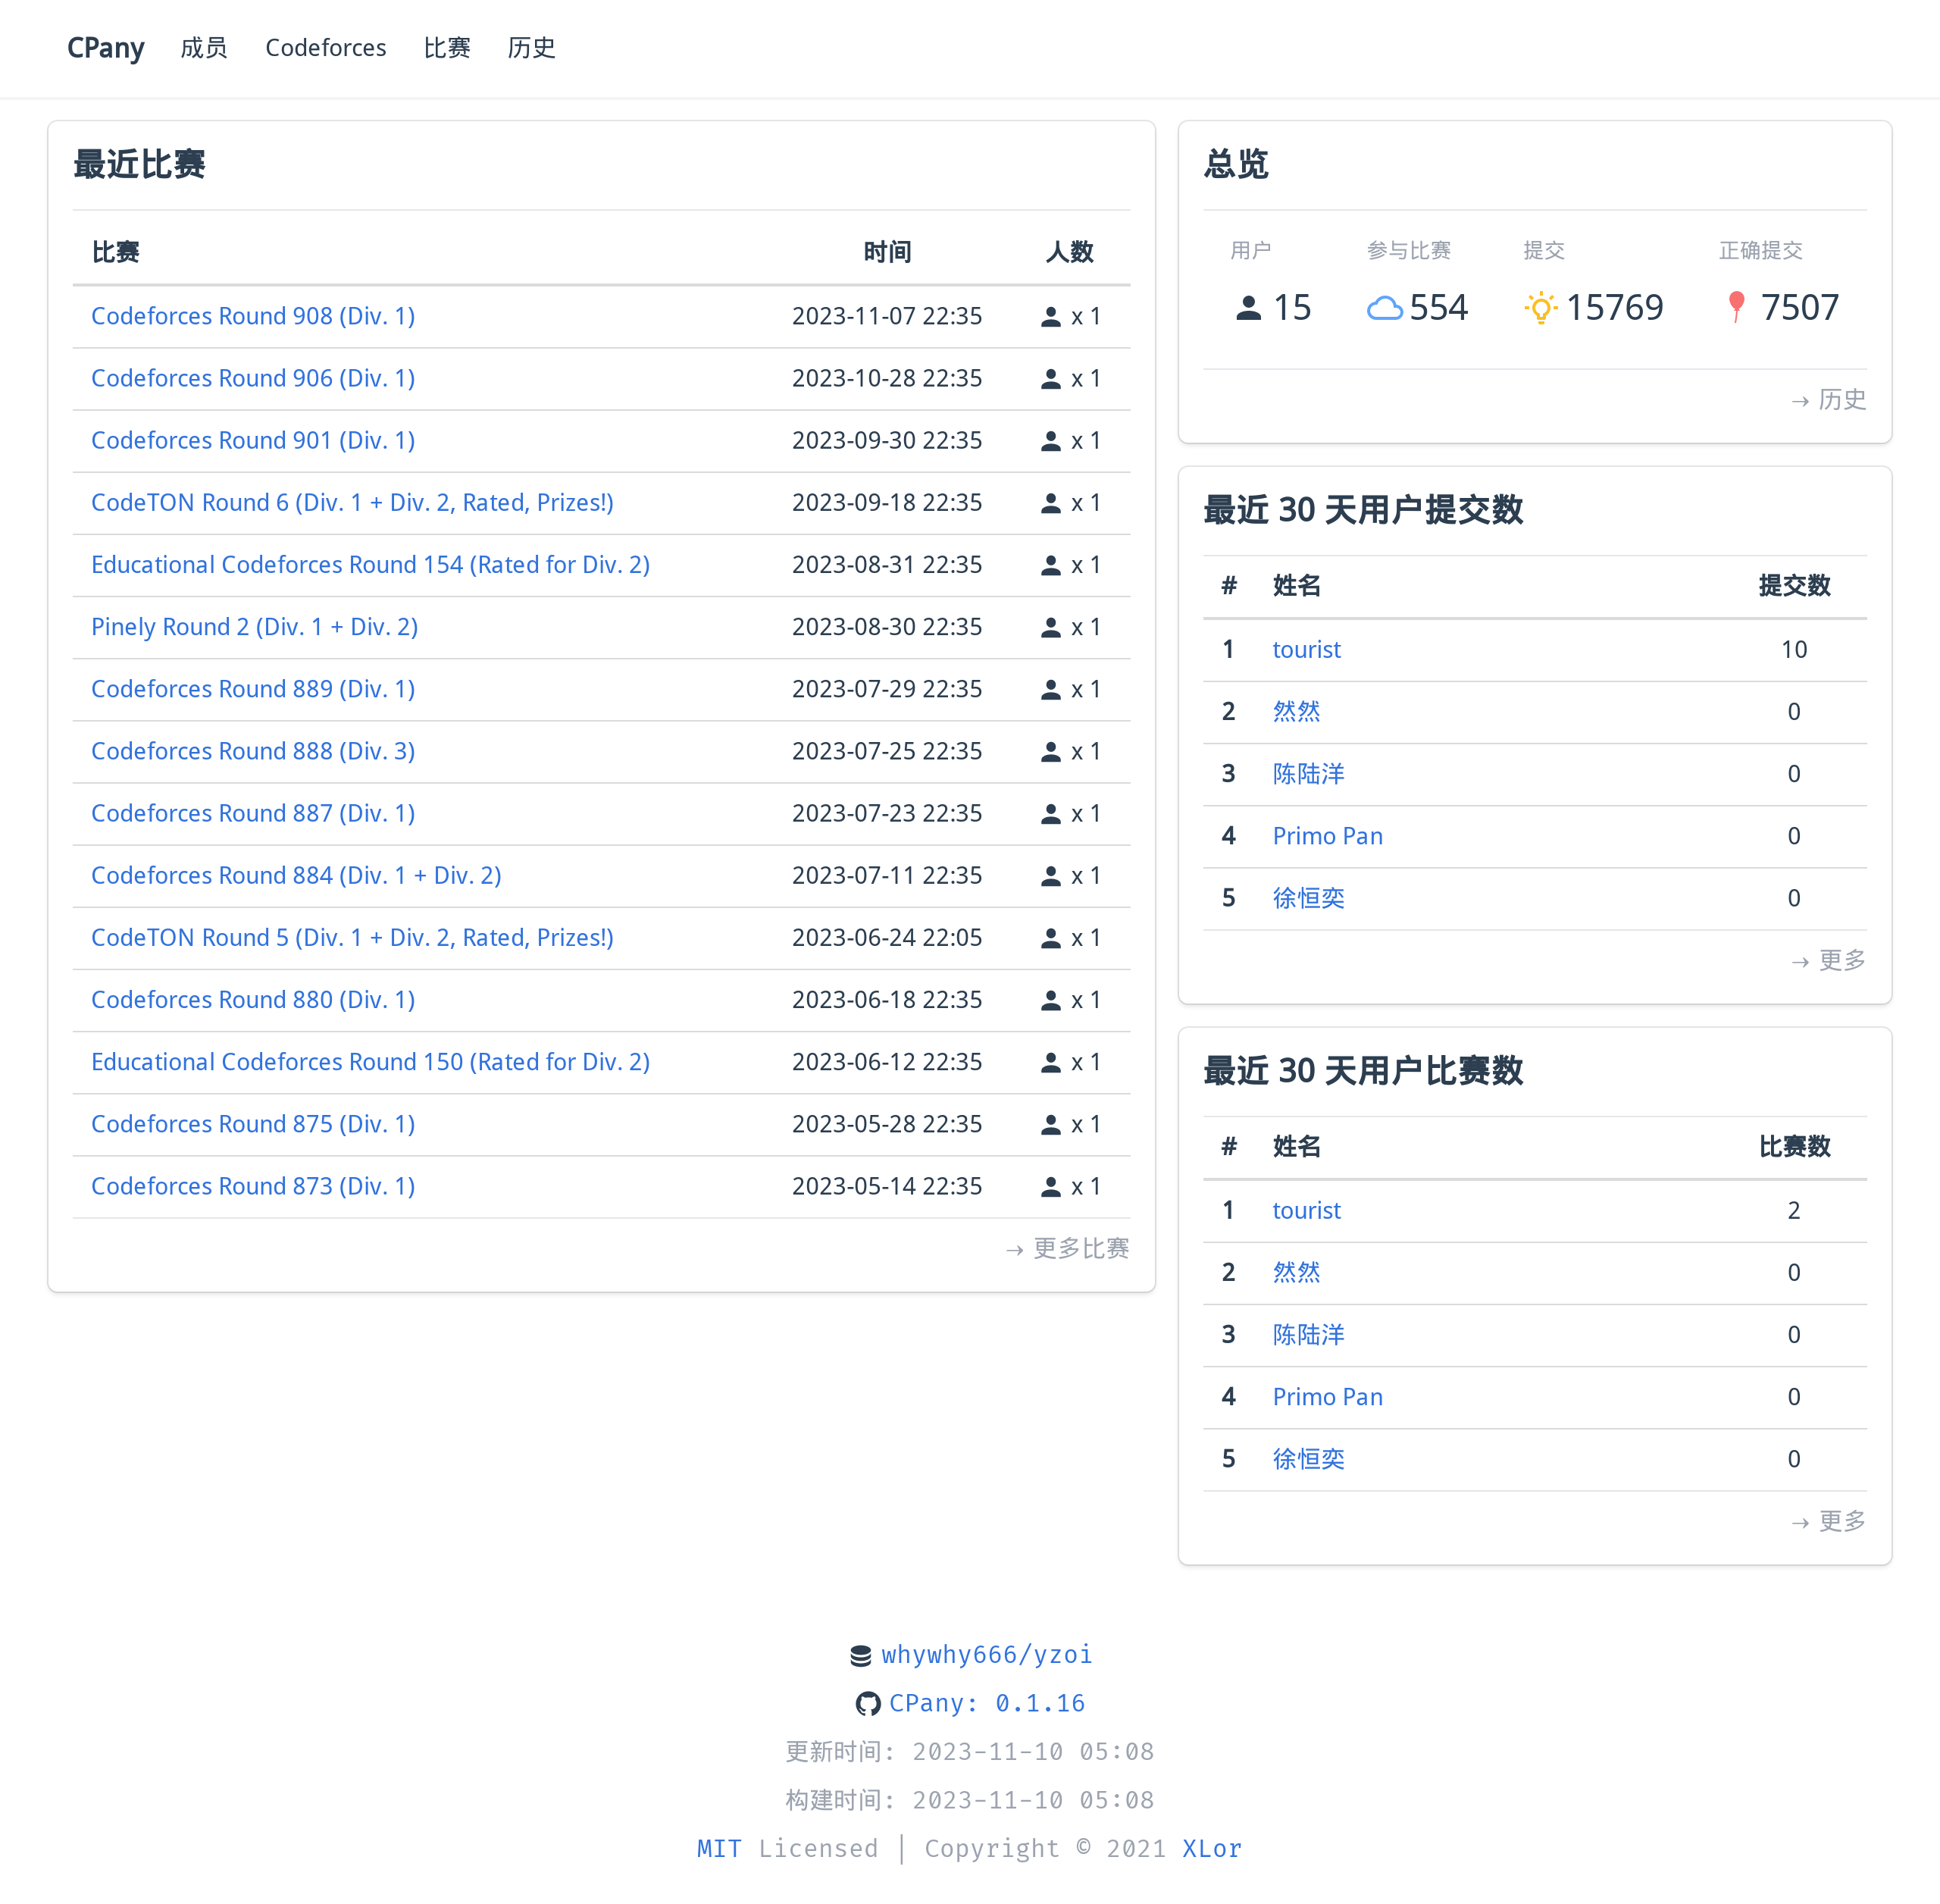 CPany 成员 Codeforces 比赛 历史
最近比赛
比赛 时间 人数
Codeforces Round 908 (Div. 1) 2023-11-07 22:35 x 1
Codeforces Round 906 (Div. 1) 2023-10-28 22:35 x 1
Codeforces Round 901 (Div. 1) 2023-09-30 22:35 x 1
CodeTON Round 6 (Div. 1 + Div. 2, Rated, Prizes!) 2023-09-18 22:35 x 1
Educational Codeforces Round 154 (Rated for Div. 2) 2023-08-31 22:35 x 1
Pinely Round 2 (Div. 1 + Div. 2) 2023-08-30 22:35 x 1
Codeforces Round 889 (Div. 1) 2023-07-29 22:35 x 1
Codeforces Round 888 (Div. 3) 2023-07-25 22:35 x 1
Codeforces Round 887 (Div. 1) 2023-07-23 22:35 x 1
Codeforces Round 884 (Div. 1 + Div. 2) 2023-07-11 22:35 x 1
CodeTON Round 5 (Div. 1 + Div. 2, Rated, Prizes!) 2023-06-24 22:05 x 1
Codeforces Round 880 (Div. 1) 2023-06-18 22:35 x 1
Educational Codeforces Round 150 (Rated for Div. 2) 2023-06-12 22:35 x 1
Codeforces Round 875 (Div. 1) 2023-05-28 22:35 x 1
Codeforces Round 873 (Div. 1) 2023-05-14 22:35 x 1
→ 更多比赛
总览
用户 参与比赛 提交 正确提交
15 554 15769 7507
→ 历史
最近 30 天用户提交数
# 姓名 提交数
1 tourist 10
2 然然 0
3 陈陆洋 0
4 Primo Pan 0
5 徐恒奕 0
→ 更多
最近 30 天用户比赛数
# 姓名 比赛数
1 tourist 2
2 然然 0
3 陈陆洋 0
4 Primo Pan 0
5 徐恒奕 0
→ 更多
whywhy666/yzoi
CPany: 0.1.16
更新时间: 2023-11-10 05:08
构建时间: 2023-11-10 05:08
MIT Licensed | Copyright © 2021 XLor